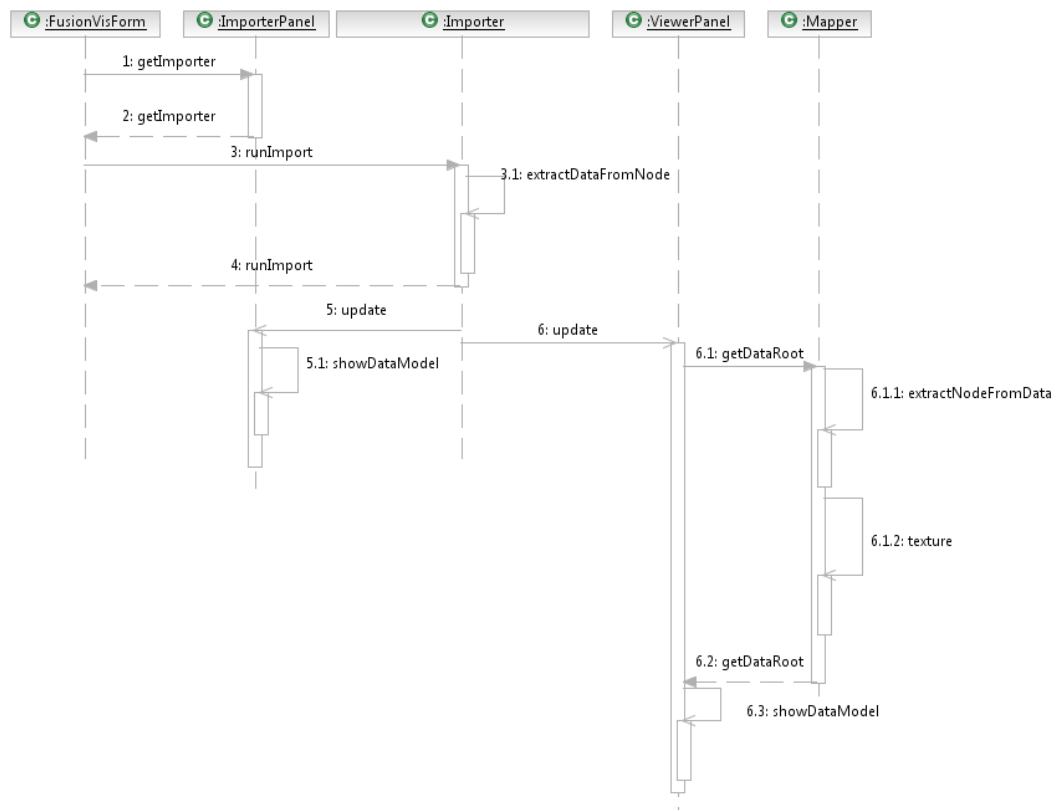 C :FusionVisForm
C :ImporterPanel
C :Importer
C :ViewerPanel
C :Mapper
1: getImporter
2: getImporter
3: runImport
3.1: extractDataFromNode
4: runImport
5: update
6: update
5.1: showDataModel
6.1: getDataRoot
6.1.1: extractNodeFromData
6.1.2: texture
6.2: getDataRoot
6.3: showDataModel